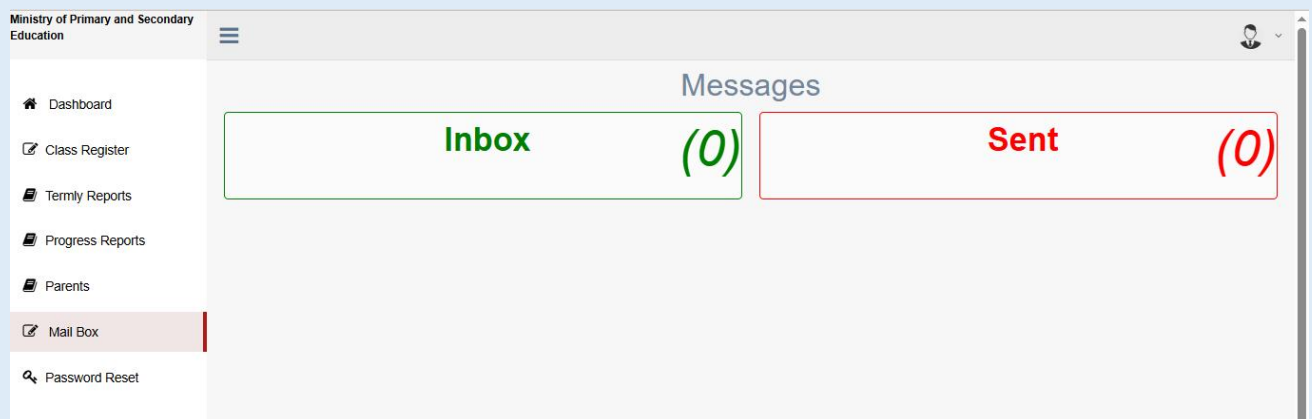 Ministry of Primary and Secondary
Education
Dashboard
Class Register
Termly Reports
Progress Reports
Parents
Mail Box
Password Reset
Messages
Inbox (0)
Sent (0)